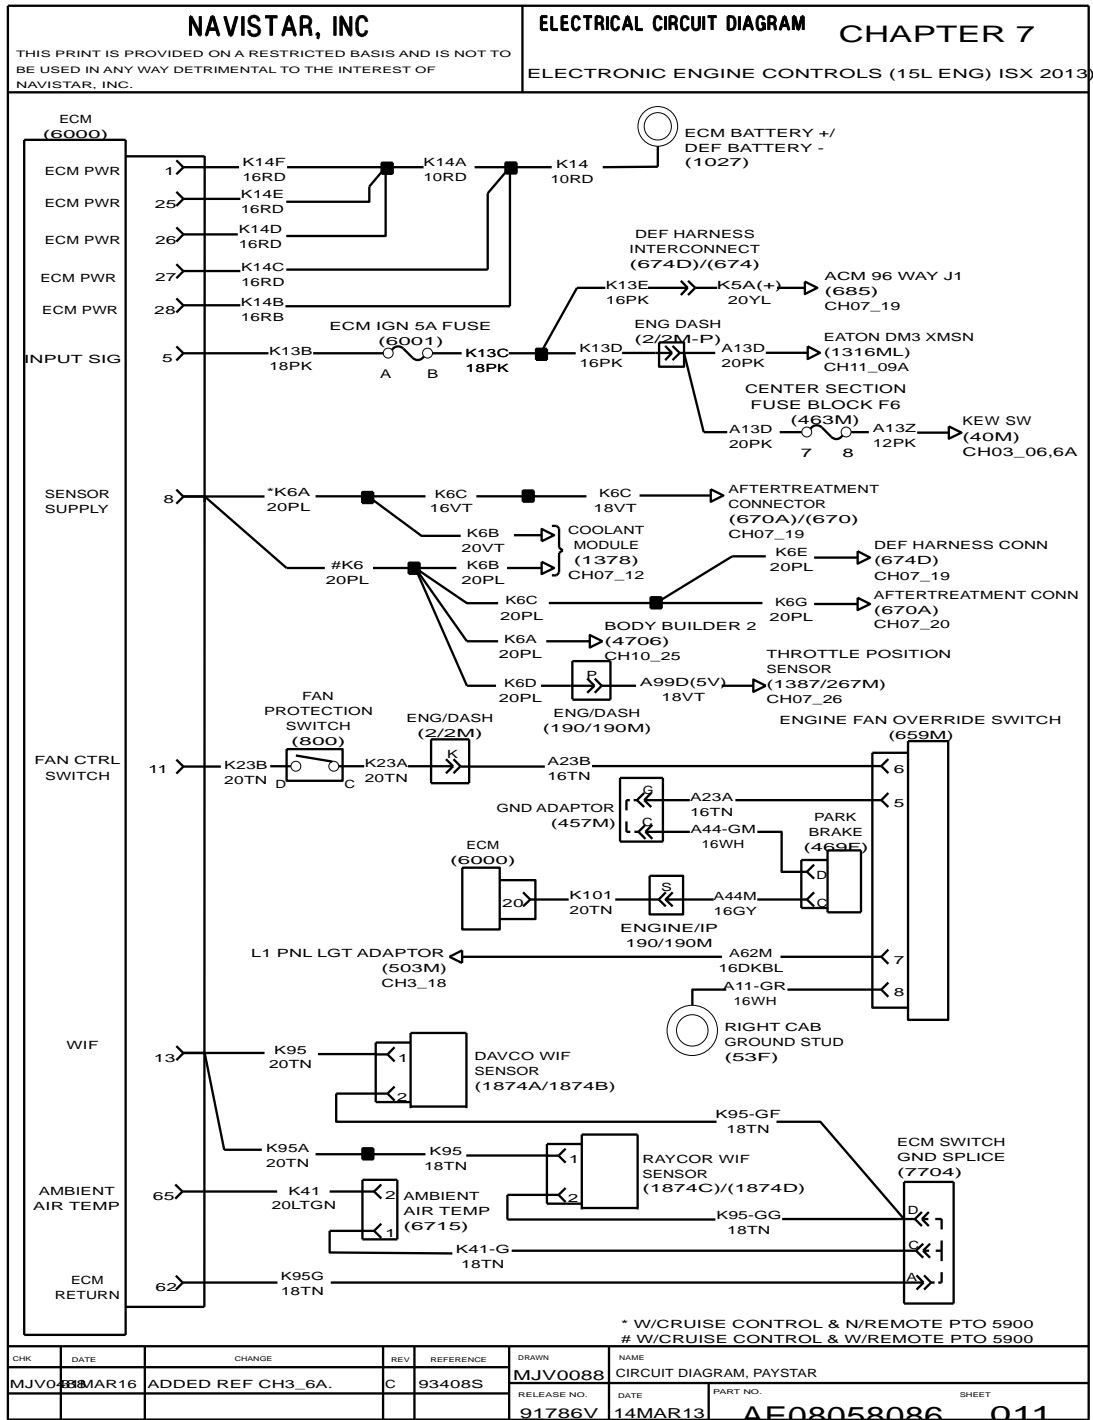 NAVISTAR, INC
THIS PRINT IS PROVIDED ON A RESTRICTED BASIS AND IS NOT TO
BE USED IN ANY WAY DETRIMENTAL TO THE INTEREST OF
NAVISTAR, INC.
ELECTRICAL CIRCUIT DIAGRAM
CHAPTER 7
ELECTRONIC ENGINE CONTROLS (15L ENG) ISX 2013
ECM
(6000)
ECM PWR
1
K14F
16RD
K14A
10RD
K14
10RD
ECM BATTERY +/
DEF BATTERY -
(1027)
ECM PWR
25
K14E
16RD
ECM PWR
26
K14D
16RD
ECM PWR
27
K14C
16RD
ECM PWR
28
K14B
16RB
DEF HARNESS
INTERCONNECT
(674D)/(674)
K13E
16PK
K5A(+)
20YL
ACM 96 WAY J1
(685)
CH07_19
INPUT SIG
5
K13B
18PK
ECM IGN 5A FUSE
(6001)
A
B
K13C
18PK
K13D
16PK
ENG DASH
(2/2M-P)
A13D
20PK
EATON DM3 XMSN
(1316ML)
CH11_09A
CENTER SECTION
FUSE BLOCK F6
(463M)
A13D
20PK
7
8
A13Z
12PK
KEW SW
(40M)
CH03_06,6A
SENSOR
SUPPLY
8
*K6A
20PL
K6C
16VT
K6C
18VT
AFTERTREATMENT
CONNECTOR
(670A)/(670)
CH07_19
K6B
20VT
COOLANT
MODULE
(1378)
CH07_12
#K6
20PL
K6B
20PL
K6E
20PL
DEF HARNESS CONN
(674D)
CH07_19
K6C
20PL
K6G
20PL
AFTERTREATMENT CONN
(670A)
CH07_20
K6A
20PL
BODY BUILDER 2
(4706)
CH10_25
K6D
20PL
P
ENG/DASH
(190/190M)
A99D(5V)
18VT
THROTTLE POSITION
SENSOR
(1387/267M)
CH07_26
FAN CTRL
SWITCH
11
K23B
20TN
FAN
PROTECTION
SWITCH
(800)
D
C
K23A
20TN
ENG/DASH
(2/2M)
K
A23B
16TN
ENGINE FAN OVERRIDE SWITCH
(659M)
6
GND ADAPTOR
(457M)
G
C
A23A
16TN
5
A44-GM
16WH
PARK
BRAKE
(469F)
D
C
ECM
(6000)
20
K101
20TN
S
ENGINE/IP
190/190M
A44M
16GY
L1 PNL LGT ADAPTOR
(503M)
CH3_18
A62M
16DKBL
7
A11-GR
16WH
8
RIGHT CAB
GROUND STUD
(53F)
WIF
13
K95
20TN
1
2
DAVCO WIF
SENSOR
(1874A/1874B)
K95-GF
18TN
K95A
20TN
K95
18TN
1
2
RAYCOR WIF
SENSOR
(1874C)/(1874D)
K95-GG
18TN
ECM SWITCH
GND SPLICE
(7704)
D
C
A
AMBIENT
AIR TEMP
65
K41
20LTGN
2
1
AMBIENT
AIR TEMP
(6715)
K41-G
18TN
ECM
RETURN
62
K95G
18TN
* W/CRUISE CONTROL & N/REMOTE PTO 5900
# W/CRUISE CONTROL & W/REMOTE PTO 5900
CHK
DATE
CHANGE
REV
REFERENCE
MAR16
ADDED REF CH3_6A.
C
93408S
DRAWN
MJV0088
NAME
CIRCUIT DIAGRAM, PAYSTAR
RELEASE NO.
91786V
DATE
14MAR13
PART NO.
AE08058086
SHEET
011